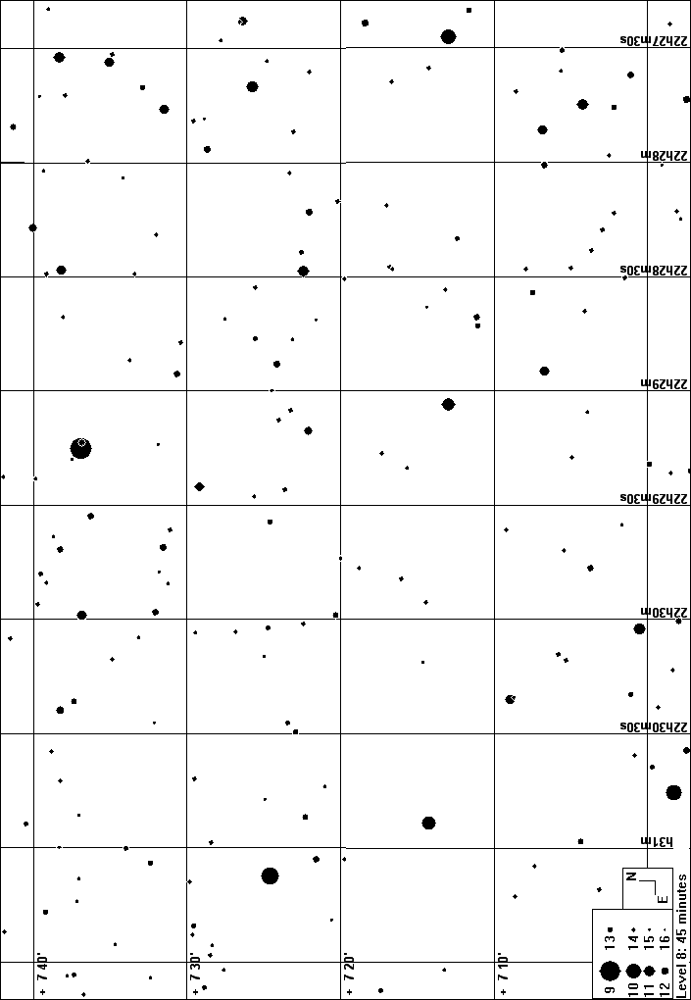 22h27m30s
22h28m
22h28m30s
22h29m
22h29m30s
22h30m
22h30m30s
h31m
+ 7 40'
+ 7 30'
+ 7 20'
+ 7 10'
N
E
9 13
10 14
11 15
12 16
Level 8: 45 minutes